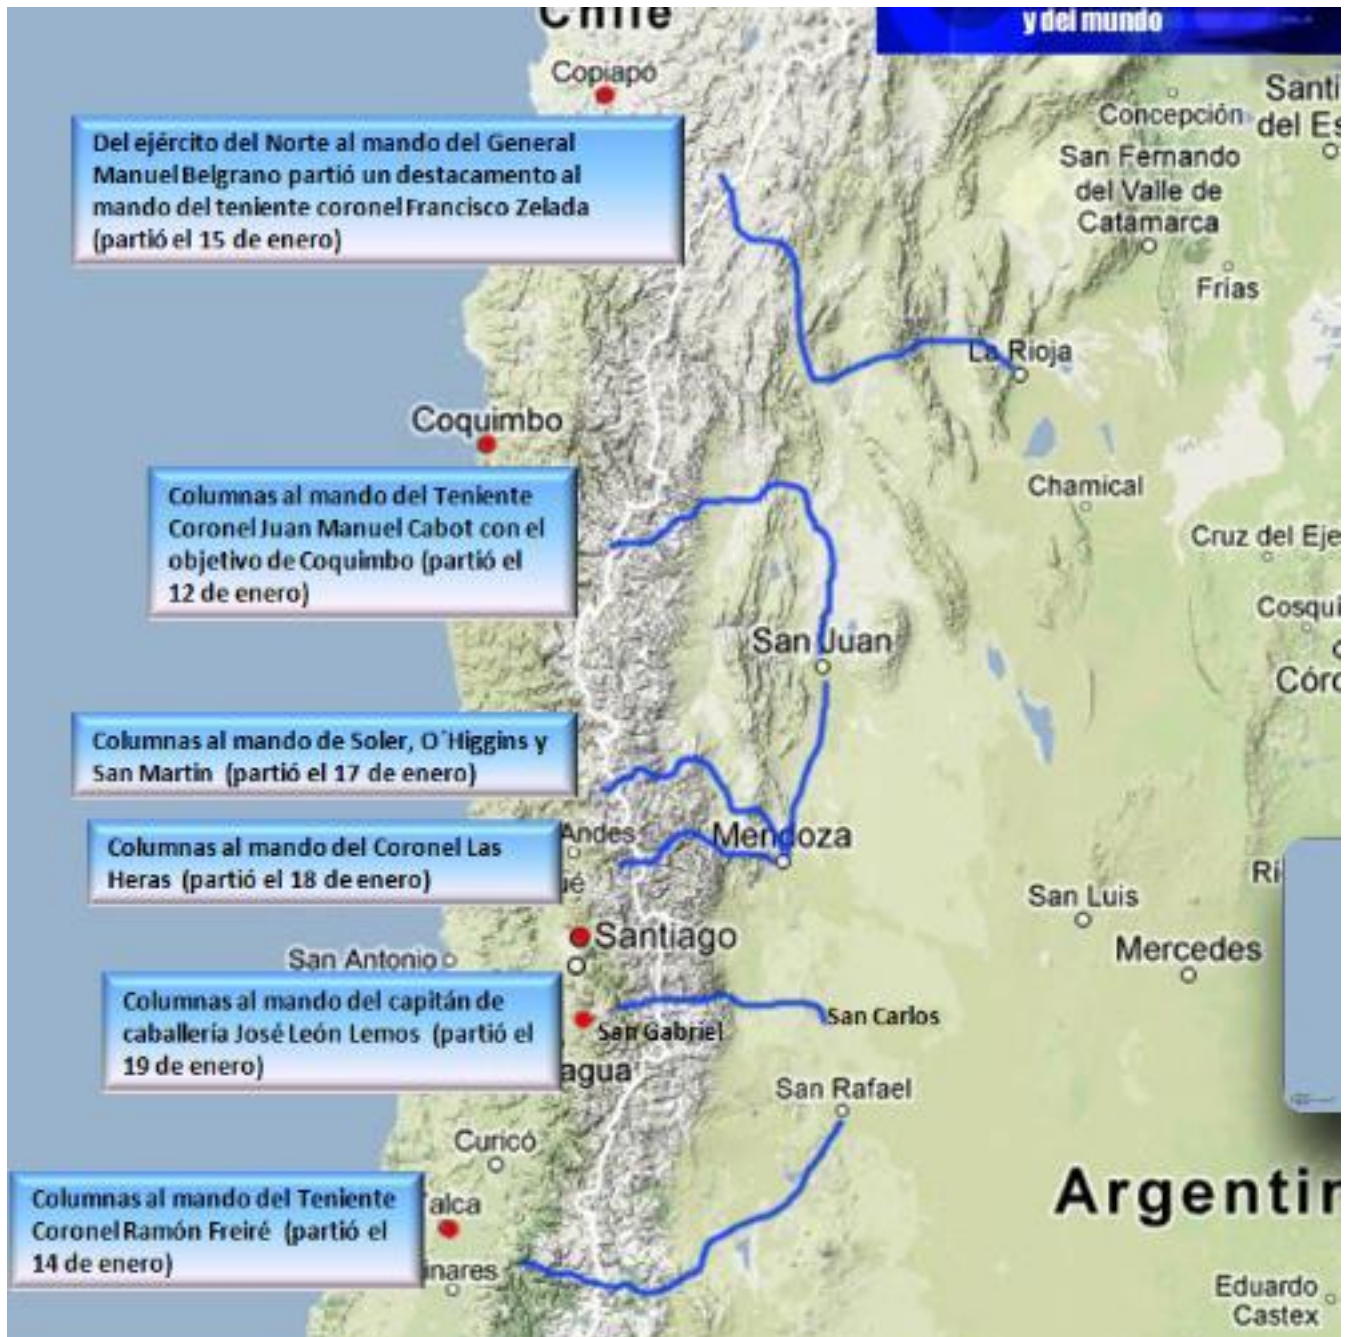 Chile
y del mundo
Copiapó
Concepción
Santi
del Es
San Fernando
del Valle de
Catamarca
Frías
Del ejército del Norte al mando del General
Manuel Belgrano partió un destacamento al
mando del teniente coronel Francisco Zelada
(partió el 15 de enero)
La Rioja
Coquimbo
Chamical
Columnas al mando del Teniente
Coronel Juan Manuel Cabot con el
objetivo de Coquimbo (partió el
12 de enero)
Cruz del Eje
Cosqui
Córd
San Juan
Columnas al mando de Soler, O´Higgins y
San Martin (partió el 17 de enero)
Andes
Mendoza
Columnas al mando del Coronel Las
Heras (partió el 18 de enero)
ué
Ri
San Luis
Mercedes
Santiago
San Antonio
Columnas al mando del capitán de
caballería José León Lemos (partió el
19 de enero)
San Gabriel
San Carlos
agua
San Rafael
Curicó
Columnas al mando del Teniente
Coronel Ramón Freiré (partió el
14 de enero)
alca
inares
Argentin
Eduardo
Castex